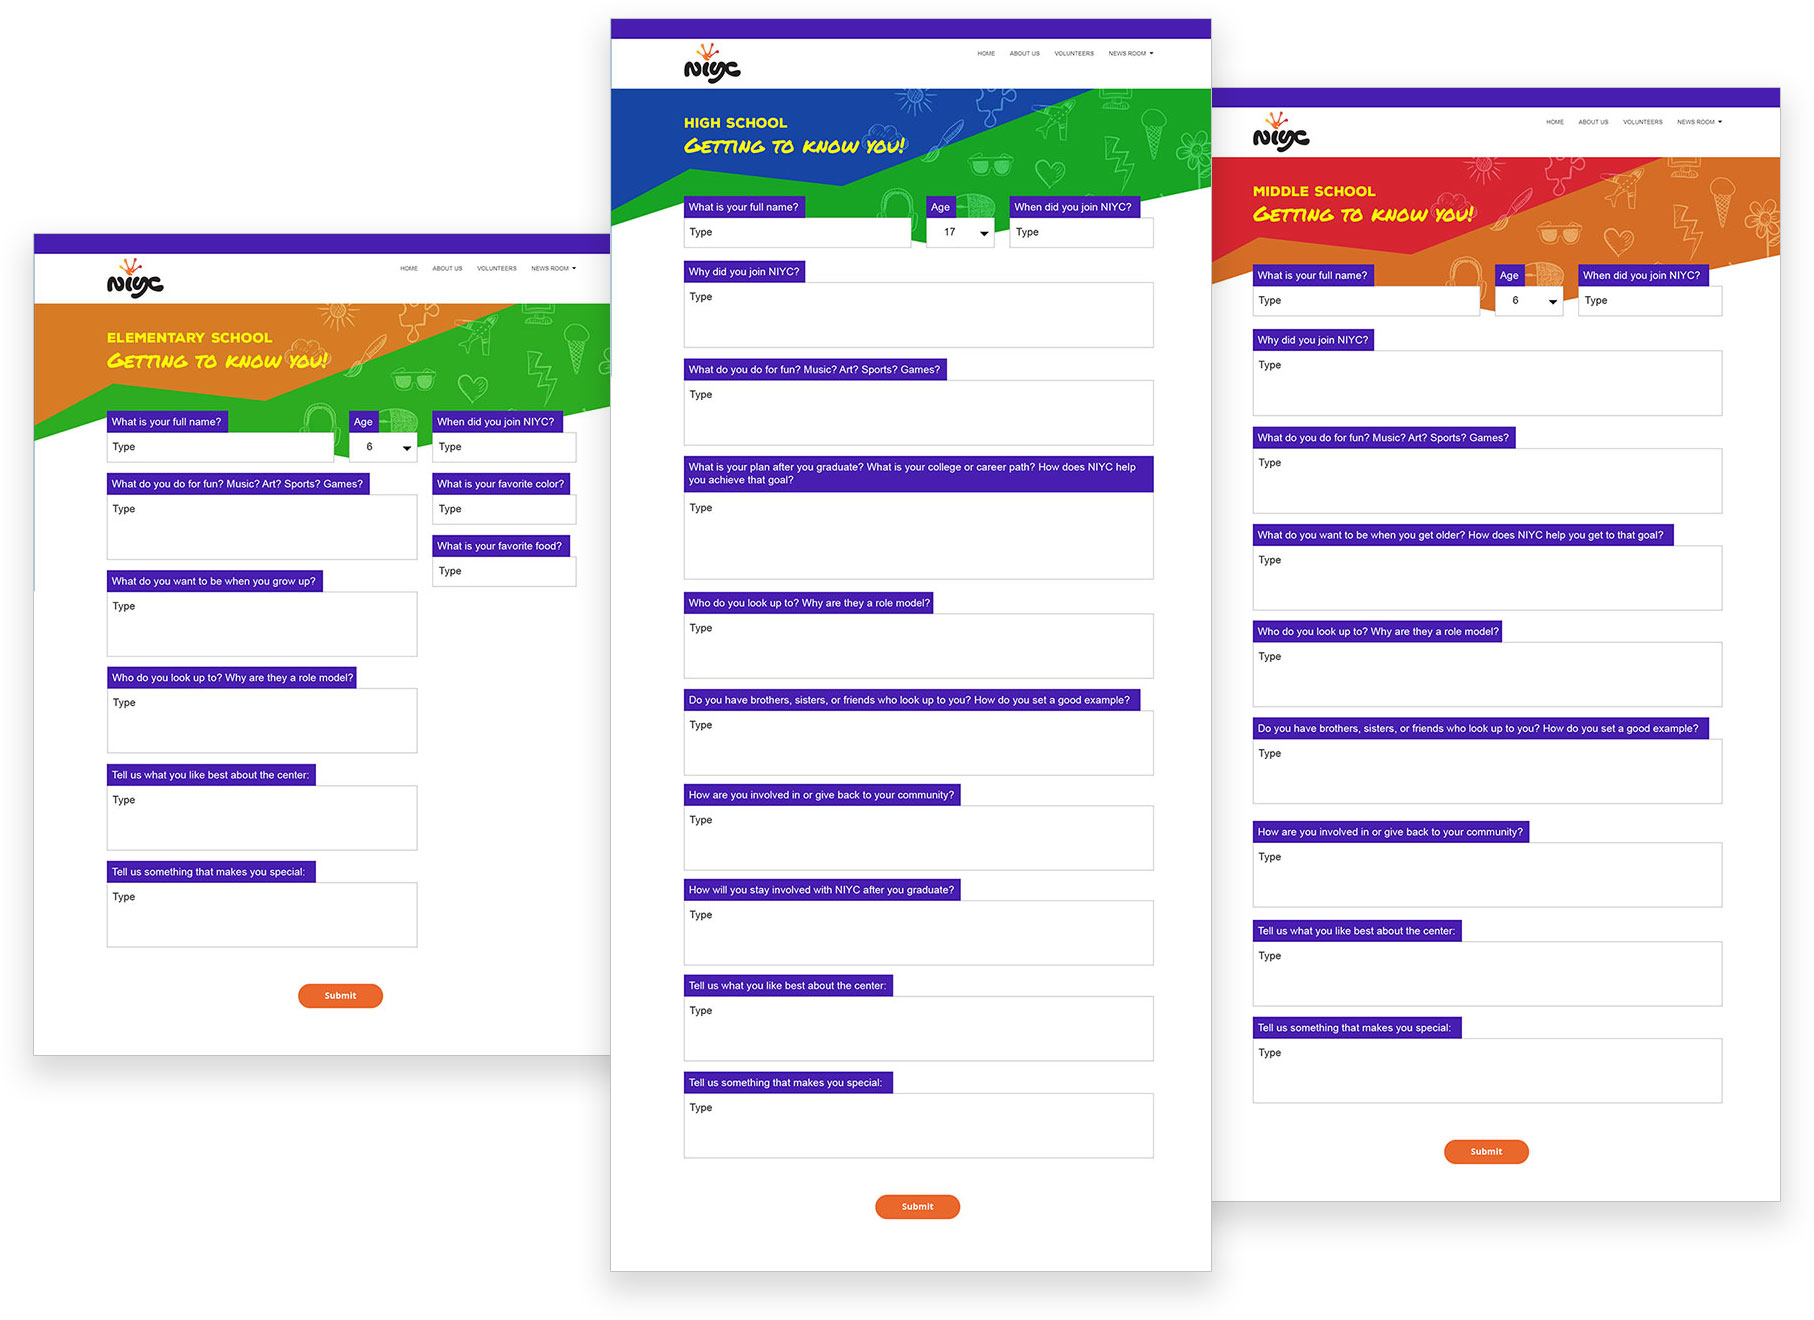 NIYC
HOME ABOUT US VOLUNTEERS NEWS ROOM
ELEMENTARY SCHOOL
GETTING TO KNOW YOU!
What is your full name? Age When did you join NIYC?
Type 6 Type
What do you do for fun? Music? Art? Sports? Games? What is your favorite color?
Type Type
What is your favorite food?
Type
What do you want to be when you grow up?
Type
Who do you look up to? Why are they a role model?
Type
Tell us what you like best about the center:
Type
Tell us something that makes you special:
Type
Submit
NIYC
HOME ABOUT US VOLUNTEERS NEWS ROOM
HIGH SCHOOL
GETTING TO KNOW YOU!
What is your full name? Age When did you join NIYC?
Type 17 Type
Why did you join NIYC?
Type
What do you do for fun? Music? Art? Sports? Games?
Type
What is your plan after you graduate? What is your college or career path? How does NIYC help
you achieve that goal?
Type
Who do you look up to? Why are they a role model?
Type
Do you have brothers, sisters, or friends who look up to you? How do you set a good example?
Type
How are you involved in or give back to your community?
Type
How will you stay involved with NIYC after you graduate?
Type
Tell us what you like best about the center:
Type
Tell us something that makes you special:
Type
Submit
NIYC
HOME ABOUT US VOLUNTEERS NEWS ROOM
MIDDLE SCHOOL
GETTING TO KNOW YOU!
What is your full name? Age When did you join NIYC?
Type 6 Type
Why did you join NIYC?
Type
What do you do for fun? Music? Art? Sports? Games?
Type
What do you want to be when you get older? How does NIYC help you get to that goal?
Type
Who do you look up to? Why are they a role model?
Type
Do you have brothers, sisters, or friends who look up to you? How do you set a good example?
Type
How are you involved in or give back to your community?
Type
Tell us what you like best about the center:
Type
Tell us something that makes you special:
Type
Submit